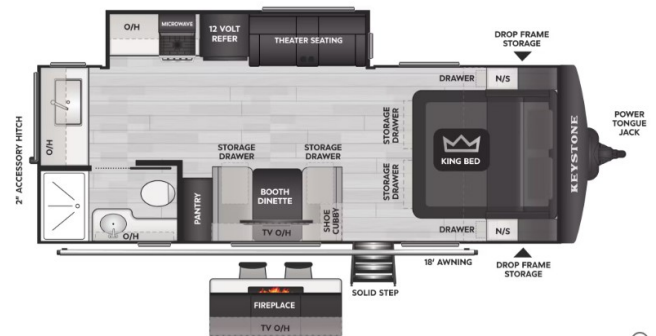 O/H
MICROWAVE
12 VOLT
REFER
THEATER SEATING
DROP FRAME
STORAGE
DRAWER
N/S
2" ACCESSORY HITCH
O/H
STORAGE
DRAWER
STORAGE
DRAWER
KING BED
KEYSTONE
POWER
TONGUE
JACK
STORAGE
DRAWER
STORAGE
DRAWER
BOOTH
DINETTE
PANTRY
SHOE
CUBBY
TV O/H
O/H
DRAWER
N/S
18' AWNING
DROP FRAME
STORAGE
SOLID STEP
FIREPLACE
TV O/H